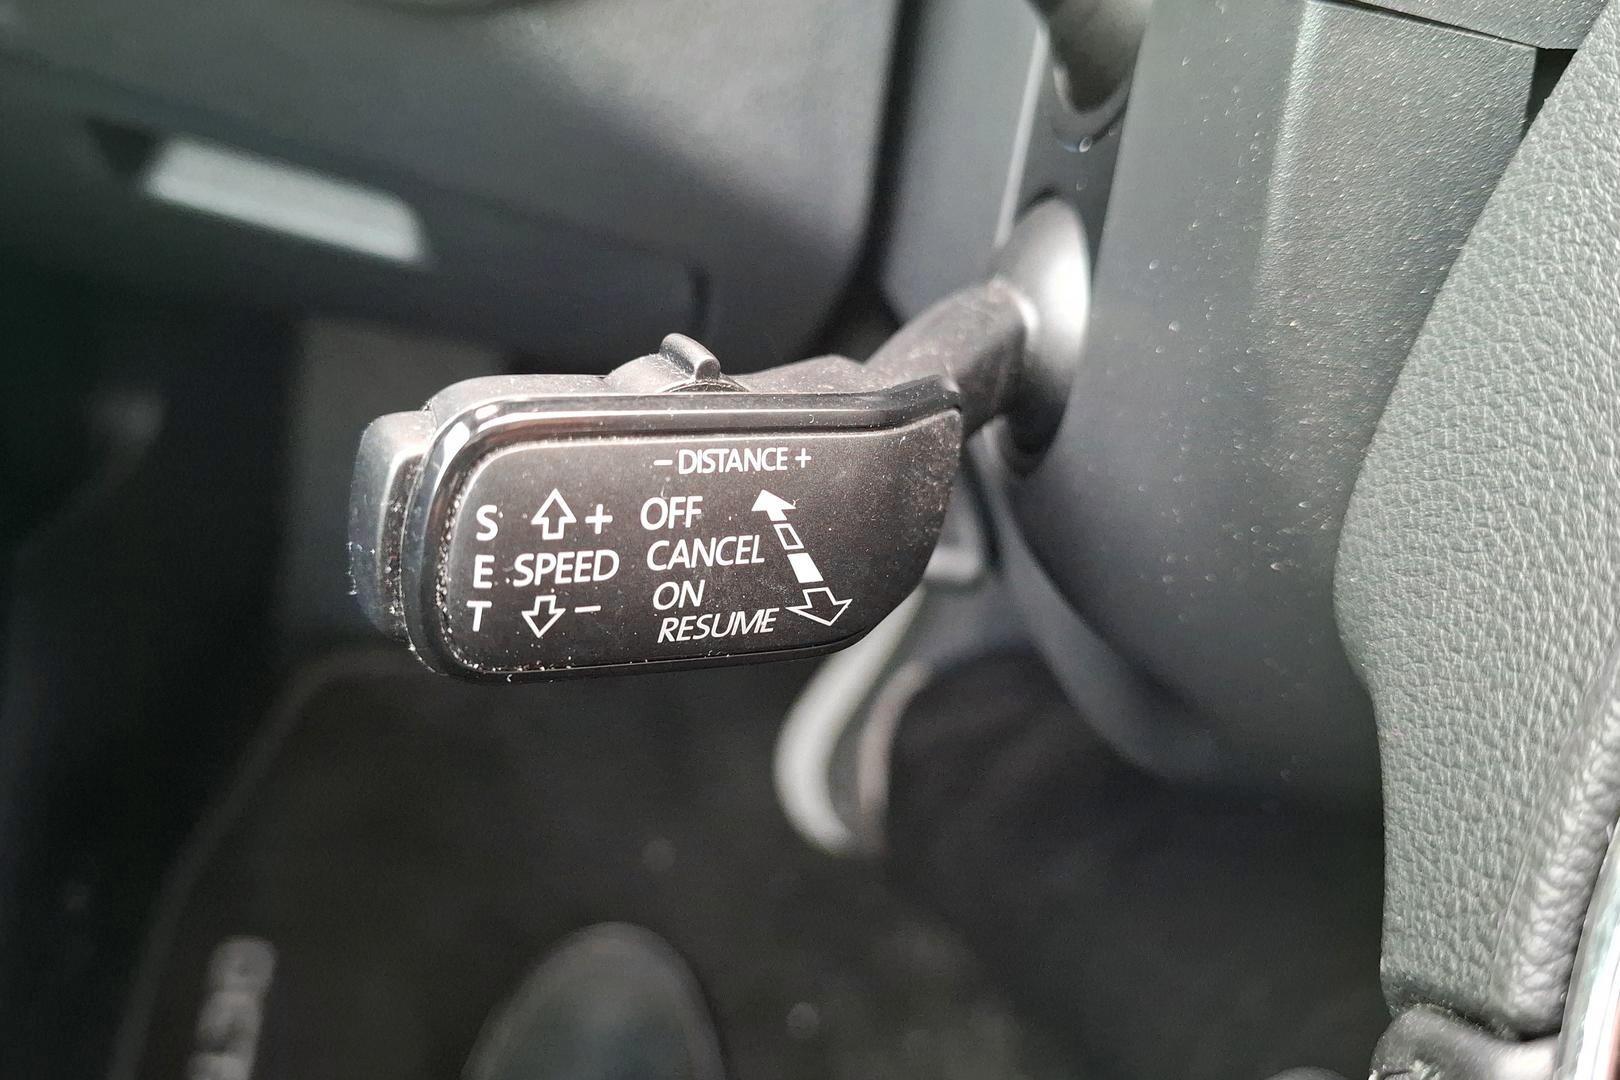 - DISTANCE +
S + OFF
E SPEED CANCEL
ON
T - RESUME